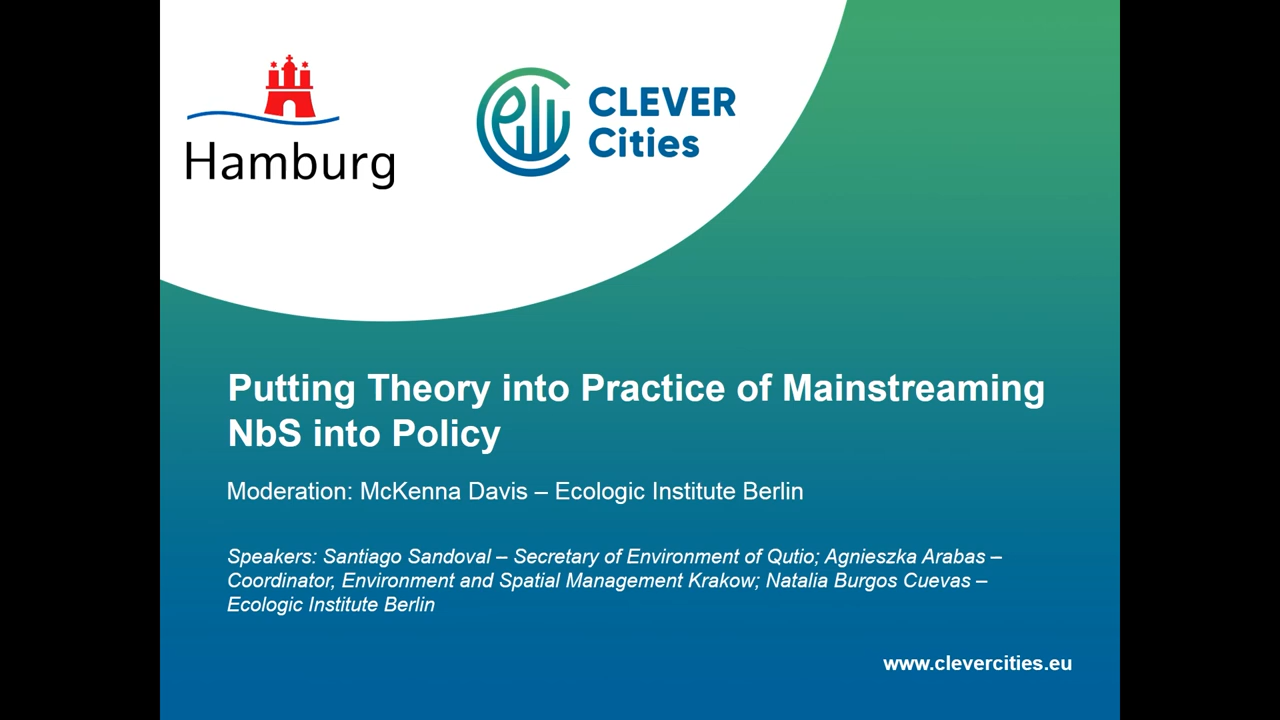 Hamburg
CLEVER
Cities
Putting Theory into Practice of Mainstreaming
NbS into Policy
Moderation: McKenna Davis – Ecologic Institute Berlin
Speakers: Santiago Sandoval – Secretary of Environment of Qutio; Agnieszka Arabas –
Coordinator, Environment and Spatial Management Krakow; Natalia Burgos Cuevas –
Ecologic Institute Berlin
www.clevercities.eu